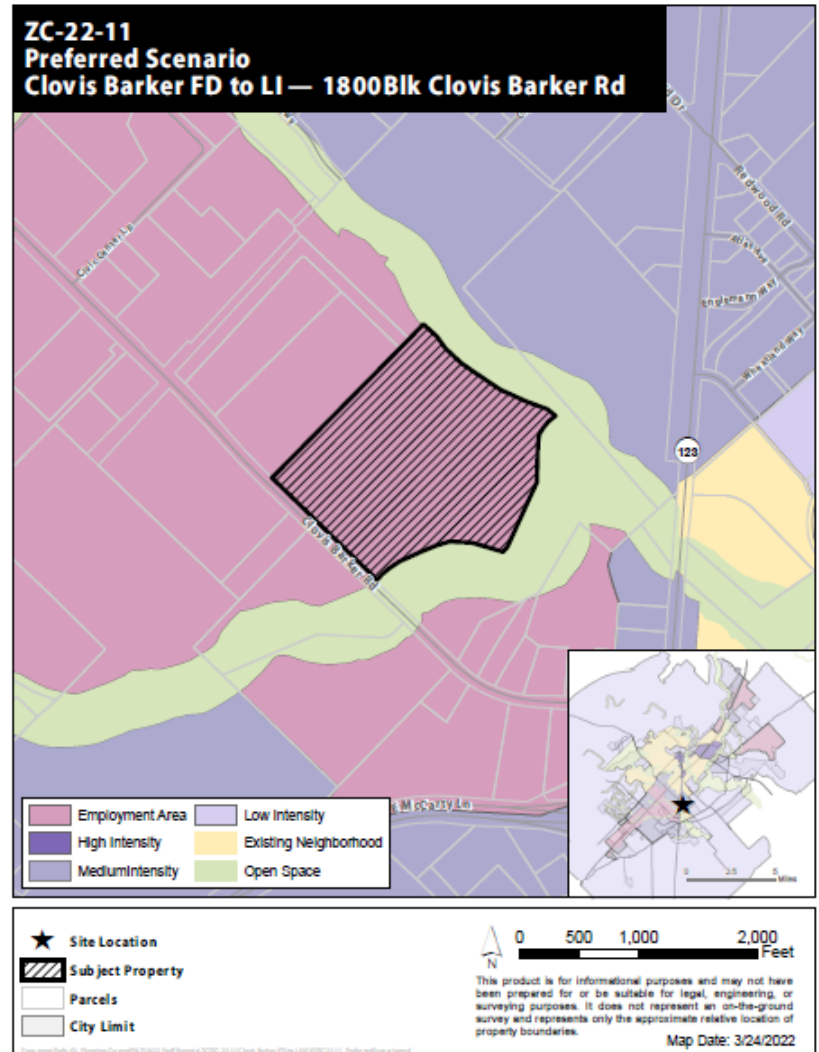 ZC-22-11
Preferred Scenario
Clovis Barker FD to LI — 1800Blk Clovis Barker Rd
Redwood Rd
Civic Center Lp
Englemann Way
Wheatland Way
123
Clovis Barker Rd
McCarty Ln
Employment Area
High Intensity
MediumIntensity
Low Intensity
Existing Neighborhood
Open Space
0 2.5 5
Miles
Site Location
Subject Property
Parcels
City Limit
N
0 500 1,000 2,000
Feet
This product is for informational purposes and may not have
been prepared for or be suitable for legal, engineering, or
surveying purposes. It does not represent an on-the-ground
survey and represents only the approximate relative location of
property boundaries.
Map Date: 3/24/2022